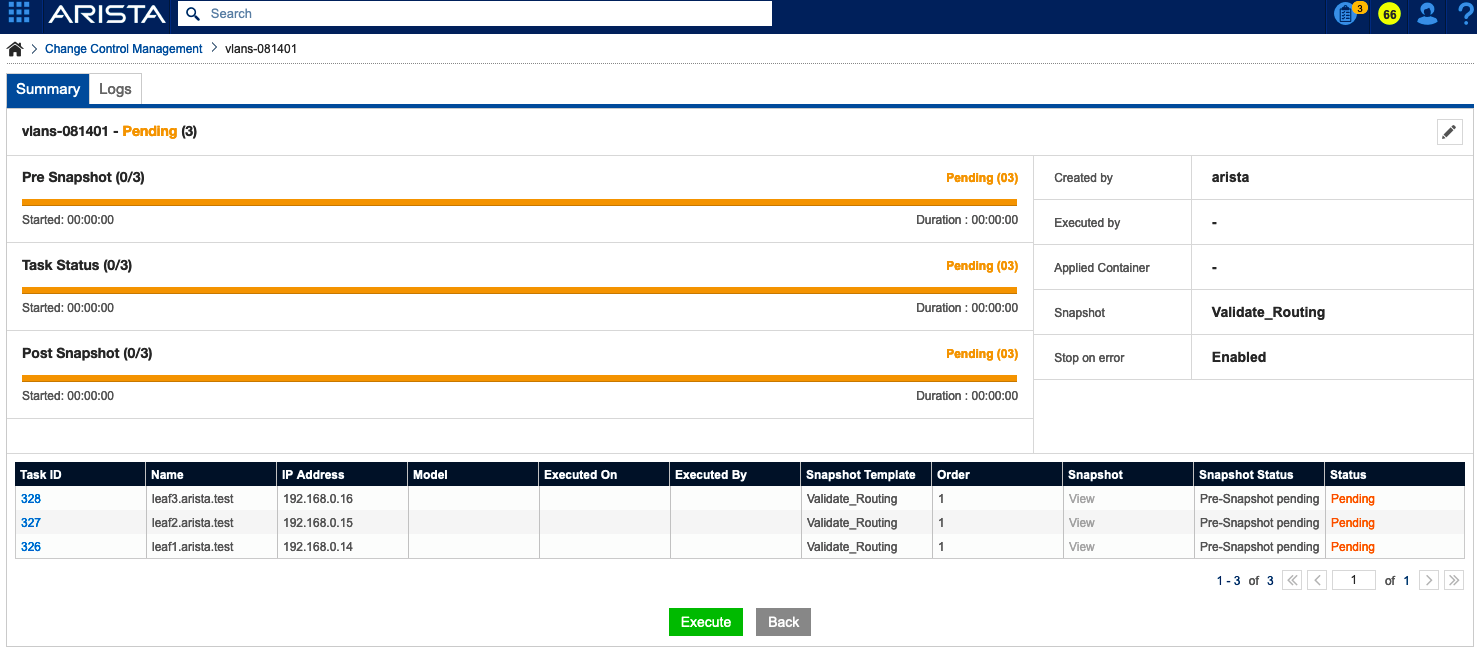 ARISTA Search 3 66 ?
> Change Control Management > vlans-081401
Summary Logs
vlans-081401 - Pending (3)
Pre Snapshot (0/3) Pending (03)
Started: 00:00:00 Duration : 00:00:00
Task Status (0/3) Pending (03)
Started: 00:00:00 Duration : 00:00:00
Post Snapshot (0/3) Pending (03)
Started: 00:00:00 Duration : 00:00:00
Created by arista
Executed by -
Applied Container -
Snapshot Validate_Routing
Stop on error Enabled
Task ID Name IP Address Model Executed On Executed By Snapshot Template Order Snapshot Snapshot Status Status
328 leaf3.arista.test 192.168.0.16 Validate_Routing 1 View Pre-Snapshot pending Pending
327 leaf2.arista.test 192.168.0.15 Validate_Routing 1 View Pre-Snapshot pending Pending
326 leaf1.arista.test 192.168.0.14 Validate_Routing 1 View Pre-Snapshot pending Pending
1 - 3 of 3 1 of 1
Execute Back